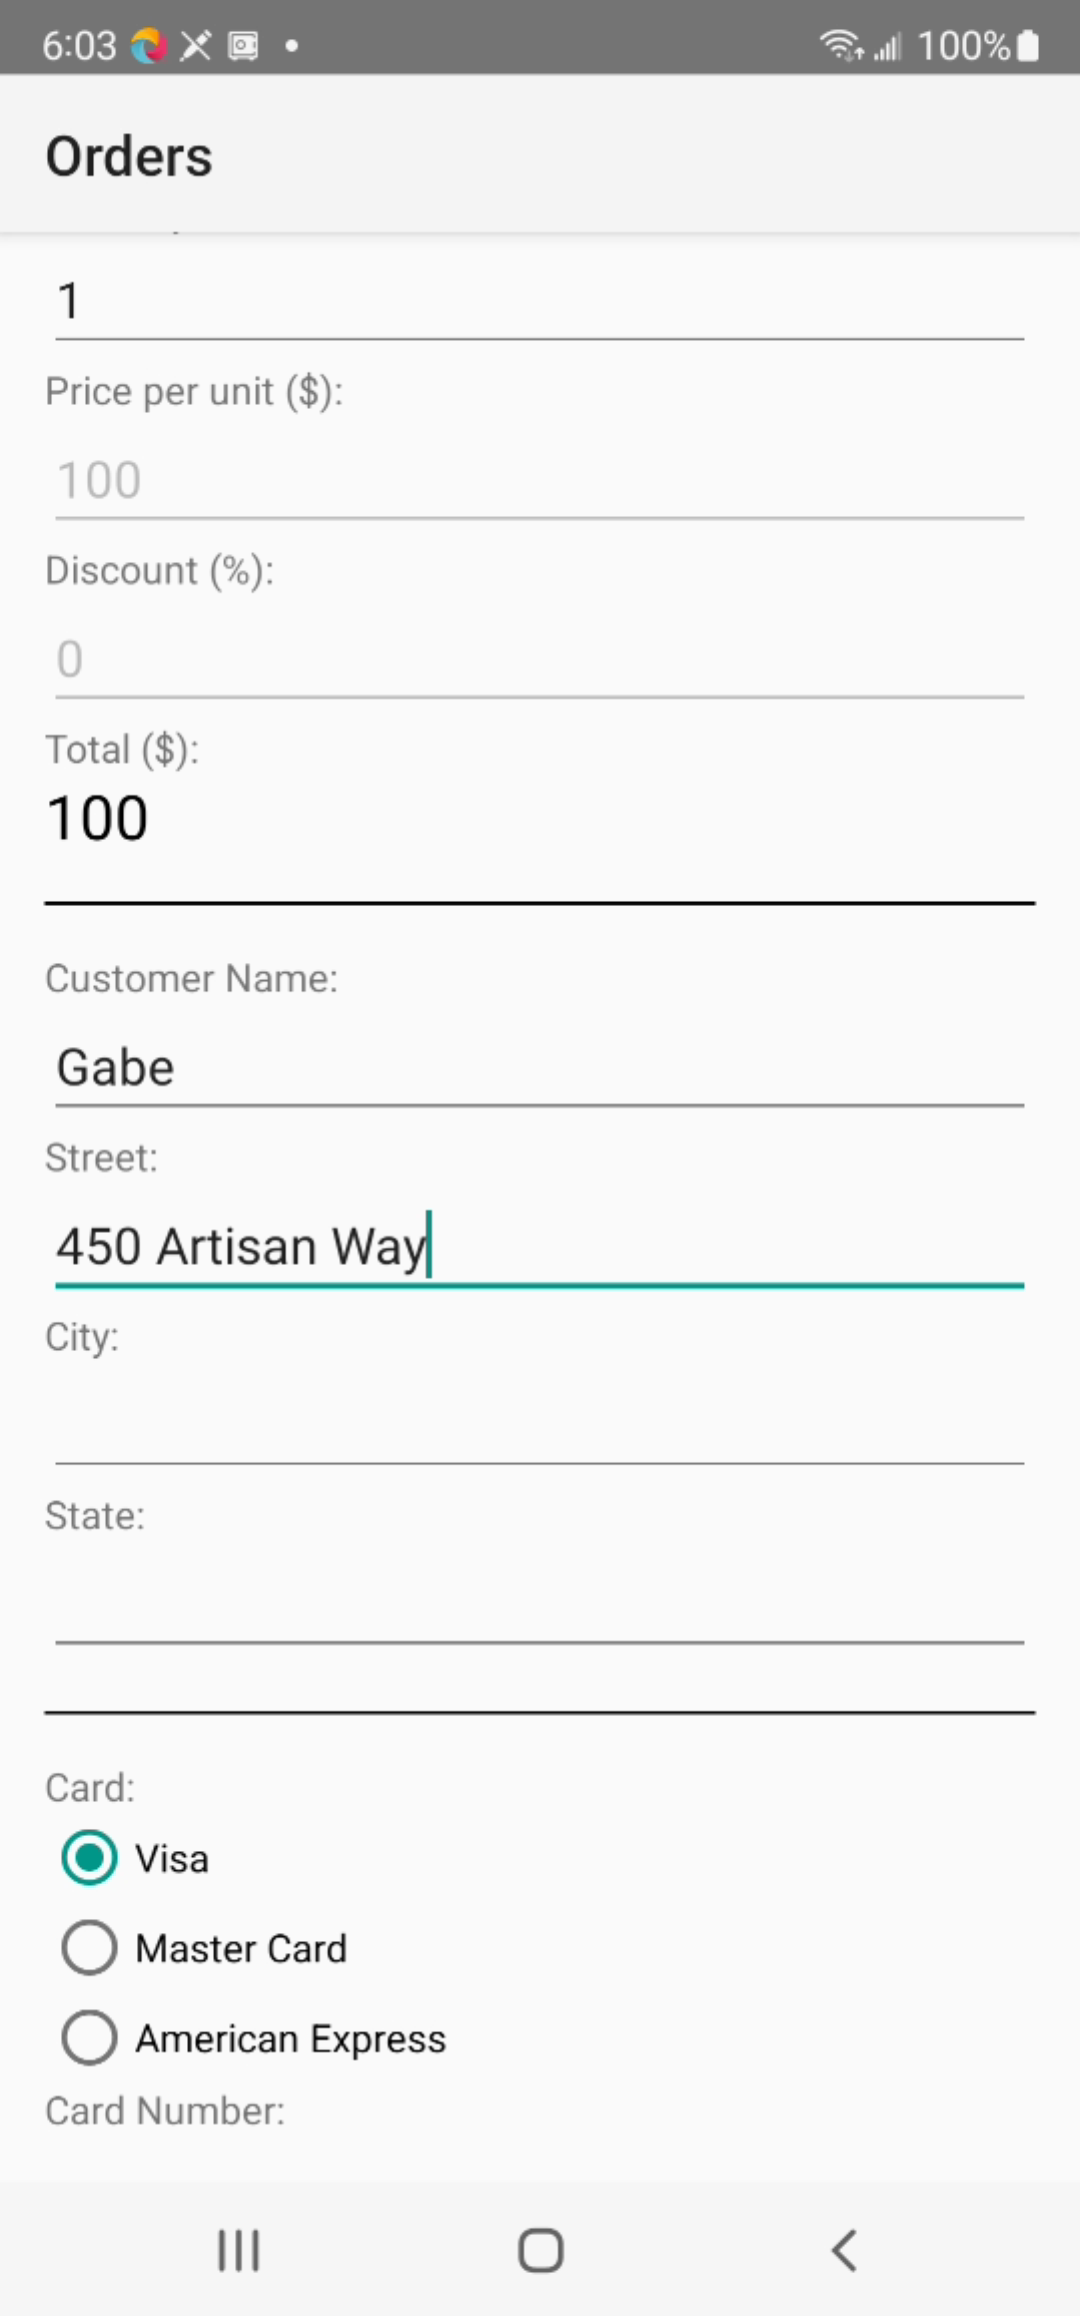 6:03
100%
Orders
1
Price per unit ($):
100
Discount (%):
0
Total ($):
100
Customer Name:
Gabe
Street:
450 Artisan Way
City:
State:
Card:
Visa
Master Card
American Express
Card Number: